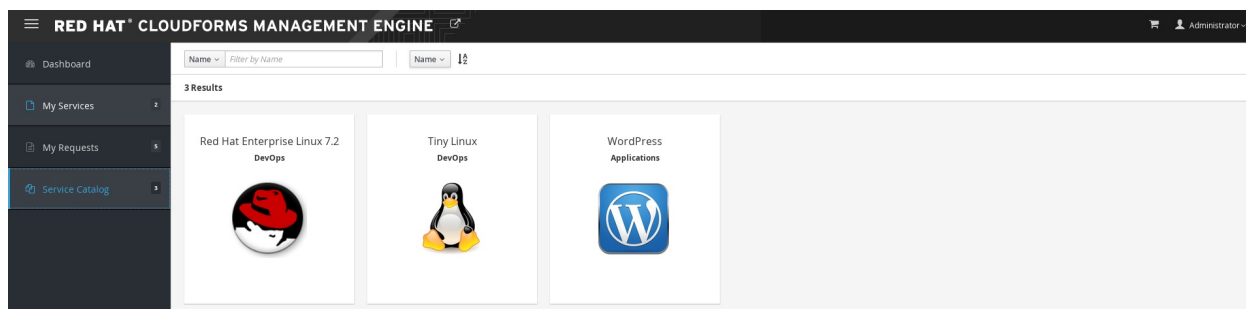 RED HAT® CLOUDFORMS MANAGEMENT ENGINE
Administrator
Dashboard
Name
Filter by Name
Name
3 Results
My Services 2
My Requests 5
Service Catalog 3
Red Hat Enterprise Linux 7.2
DevOps
Tiny Linux
DevOps
WordPress
Applications